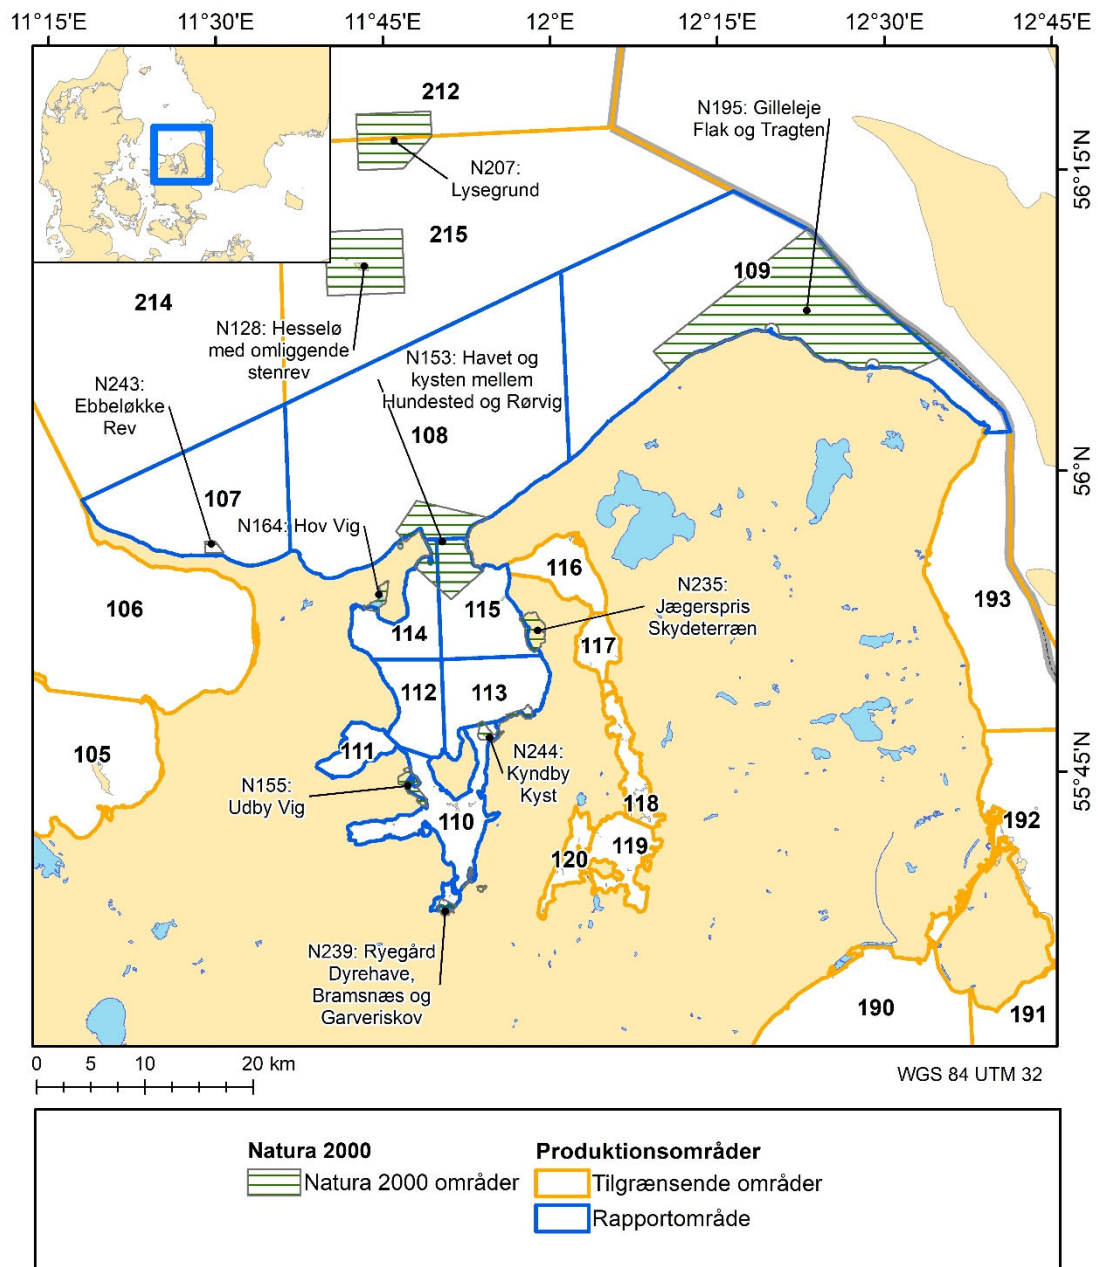 11°15'E
11°30'E
11°45'E
12°E
12°15'E
12°30'E
12°45'E
212
N195: Gilleleje
Flak og Tragten
56°15'N
N207:
Lysegrund
215
109
214
N128: Hesselø
med omliggende
stenrev
N153: Havet og
kysten mellem
Hundested og Rørvig
N243:
Ebbeløkke
Rev
108
56°N
107
N164: Hov Vig
116
N235:
Jægerspris
Skydeterræn
106
115
193
114
117
112
113
105
111
N244:
Kyndby
Kyst
55°45'N
N155:
Udby Vig
118
110
192
119
120
N239: Ryegård
Dyrehave,
Bramsnæs og
Garveriskov
190
191
0
5
10
20 km
WGS 84 UTM 32
Natura 2000
Natura 2000 områder
Produktionsområder
Tilgrænsende områder
Rapportområde